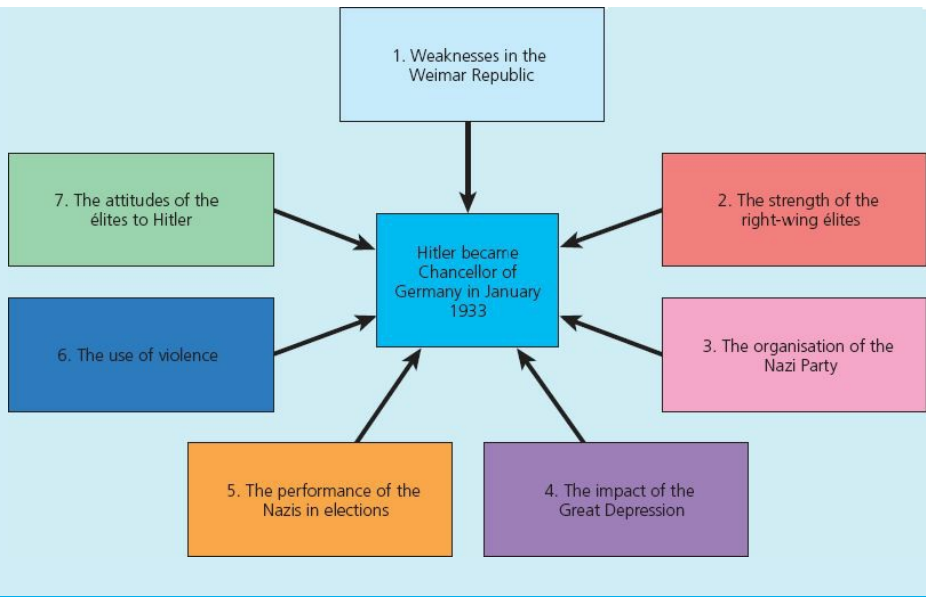 1. Weaknesses in the
Weimar Republic
7. The attitudes of the
élites to Hitler
2. The strength of the
right-wing élites
Hitler became
Chancellor of
Germany in January
1933
6. The use of violence
3. The organisation of the
Nazi Party
5. The performance of the
Nazis in elections
4. The impact of the
Great Depression